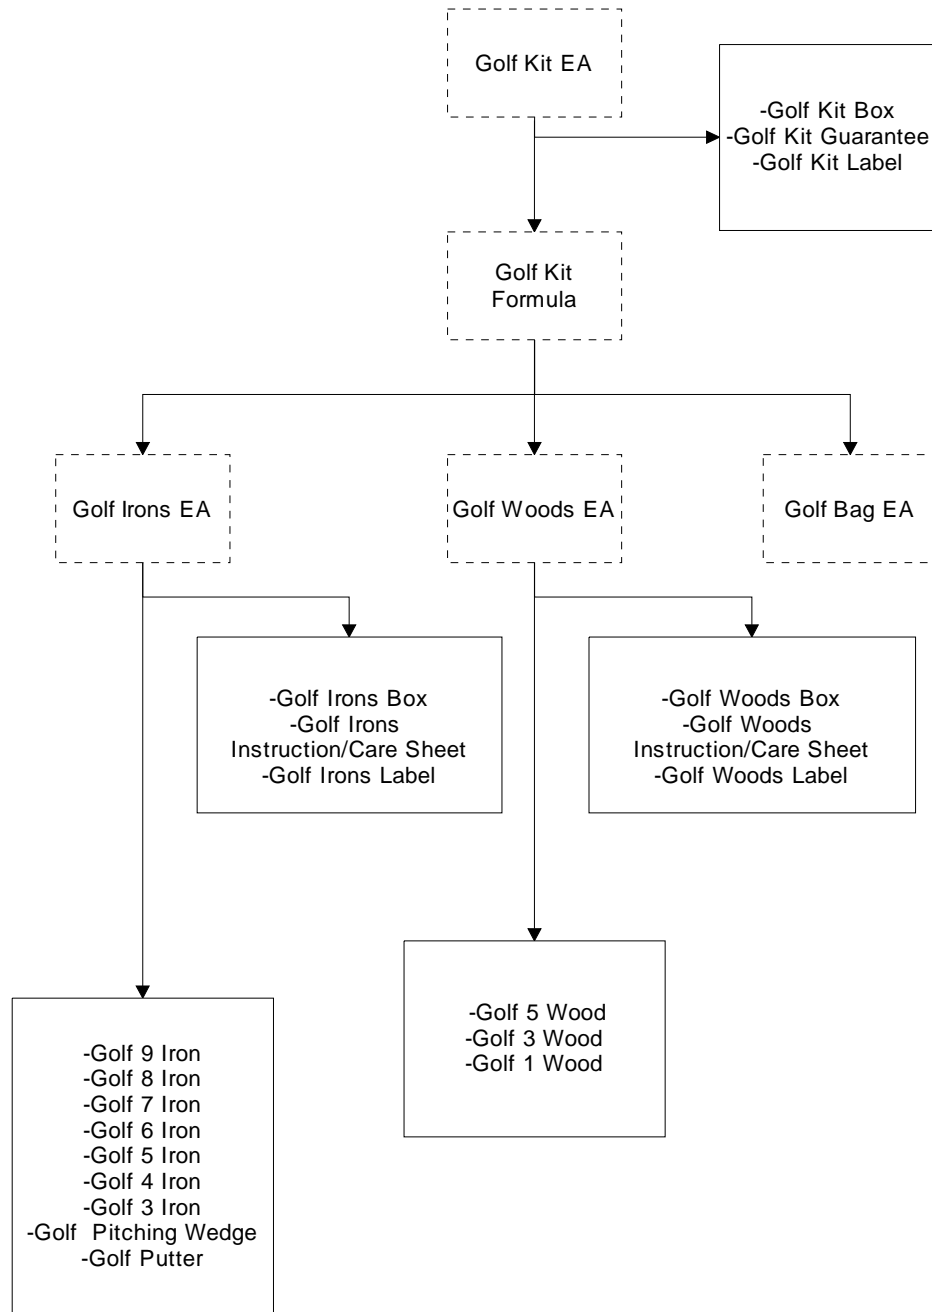 Golf Kit EA
-Golf Kit Box
-Golf Kit Guarantee
-Golf Kit Label
Golf Kit
Formula
Golf Irons EA
Golf Woods EA
Golf Bag EA
-Golf Irons Box
-Golf Irons
Instruction/Care Sheet
-Golf Irons Label
-Golf Woods Box
-Golf Woods
Instruction/Care Sheet
-Golf Woods Label
-Golf 5 Wood
-Golf 3 Wood
-Golf 1 Wood
-Golf 9 Iron
-Golf 8 Iron
-Golf 7 Iron
-Golf 6 Iron
-Golf 5 Iron
-Golf 4 Iron
-Golf 3 Iron
-Golf  Pitching Wedge
-Golf Putter